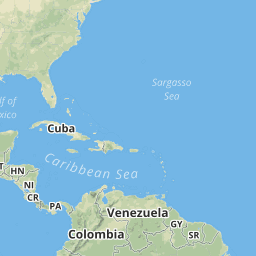 Sargasso
Sea
lf of
xico
Cuba
Caribbean Sea
T
HN
NI
CR
PA
Venezuela
GY
SR
Colombia